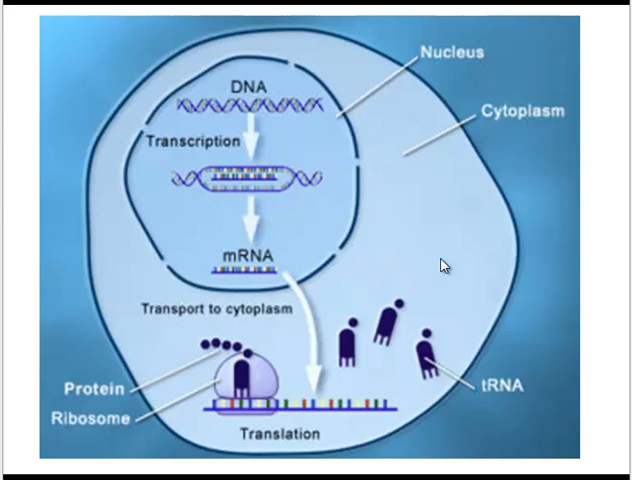 Nucleus
DNA
Cytoplasm
Transcription
mRNA
Transport to cytoplasm
Protein
tRNA
Ribosome
Translation